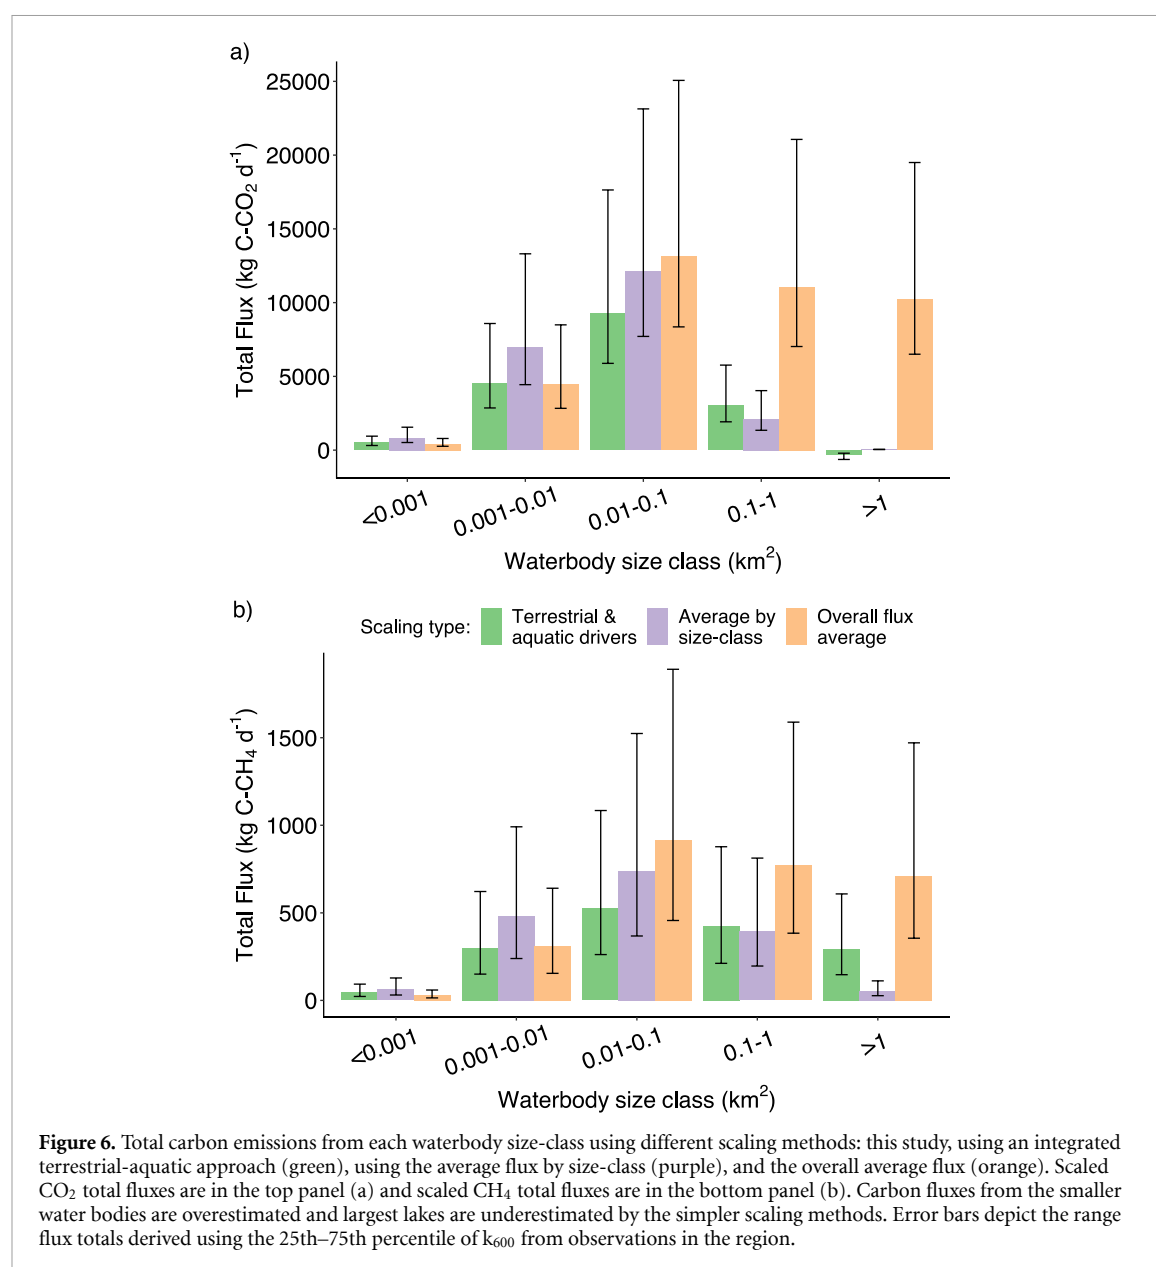 a)
Total Flux (kg C-CO₂ d⁻¹)
25000
20000
15000
10000
5000
0
<0.001
0.001-0.01
0.01-0.1
0.1-1
>1
Waterbody size class (km²)
b)
Scaling type:
Terrestrial &
aquatic drivers
Average by
size-class
Overall flux
average
Total Flux (kg C-CH₄ d⁻¹)
1500
1000
500
0
<0.001
0.001-0.01
0.01-0.1
0.1-1
>1
Waterbody size class (km²)
Figure 6. Total carbon emissions from each waterbody size-class using different scaling methods: this study, using an integrated
terrestrial-aquatic approach (green), using the average flux by size-class (purple), and the overall average flux (orange). Scaled
CO₂ total fluxes are in the top panel (a) and scaled CH₄ total fluxes are in the bottom panel (b). Carbon fluxes from the smaller
water bodies are overestimated and largest lakes are underestimated by the simpler scaling methods. Error bars depict the range
flux totals derived using the 25th–75th percentile of k₆₀₀ from observations in the region.